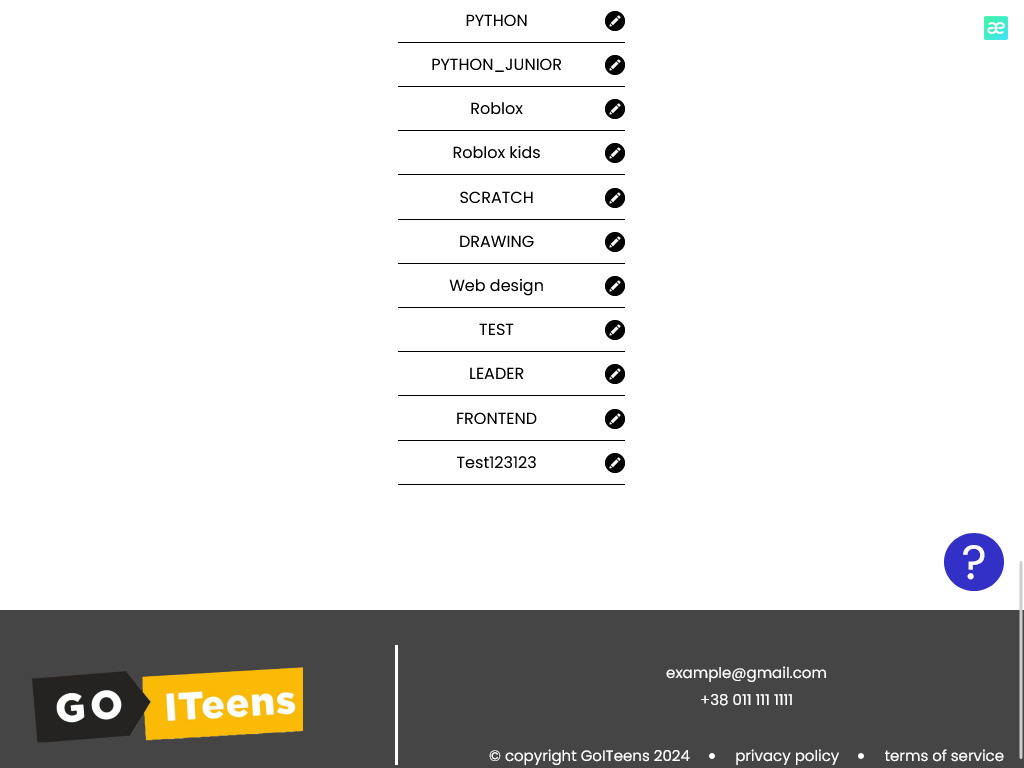 PYTHON
æ
PYTHON_JUNIOR
Roblox
Roblox kids
SCRATCH
DRAWING
Web design
TEST
LEADER
FRONTEND
Test123123
?
GO ITeens
example@gmail.com
+38 011 111 1111
© copyright GoITeens 2024 • privacy policy • terms of service